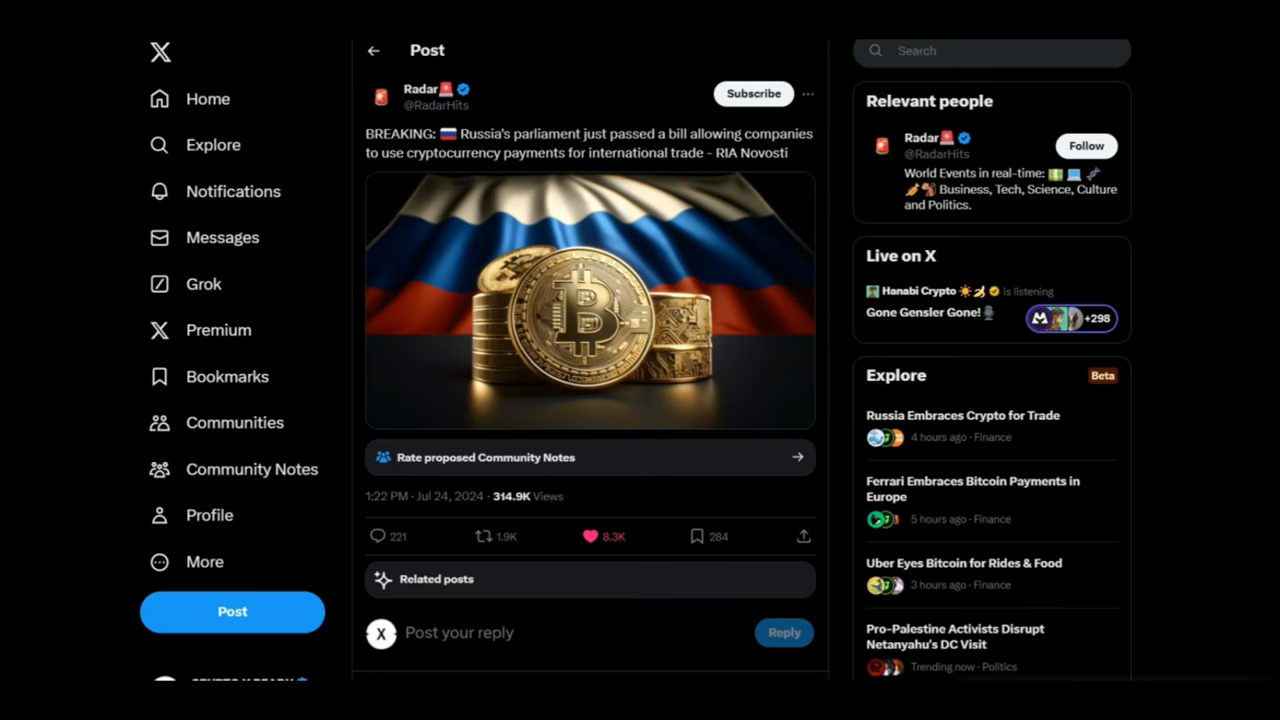 Home
Explore
Notifications
Messages
Grok
Premium
Bookmarks
Communities
Community Notes
Profile
More
Post
Post
Radar
@RadarHits
Subscribe
BREAKING: 🇷🇺 Russia's parliament just passed a bill allowing companies
to use cryptocurrency payments for international trade - RIA Novosti
Rate proposed Community Notes
1:22 PM · Jul 24, 2024 · 314.9K Views
221
1.9K
8.3K
284
Related posts
X
Post your reply
Reply
Search
Relevant people
Radar
@RadarHits
Follow
World Events in real-time:
Business, Tech, Science, Culture
and Politics.
Live on X
Hanabi Crypto is listening
Gone Gensler Gone!
+298
Explore
Beta
Russia Embraces Crypto for Trade
4 hours ago · Finance
Ferrari Embraces Bitcoin Payments in
Europe
5 hours ago · Finance
Uber Eyes Bitcoin for Rides & Food
3 hours ago · Finance
Pro-Palestine Activists Disrupt
Netanyahu's DC Visit
Trending now · Politics